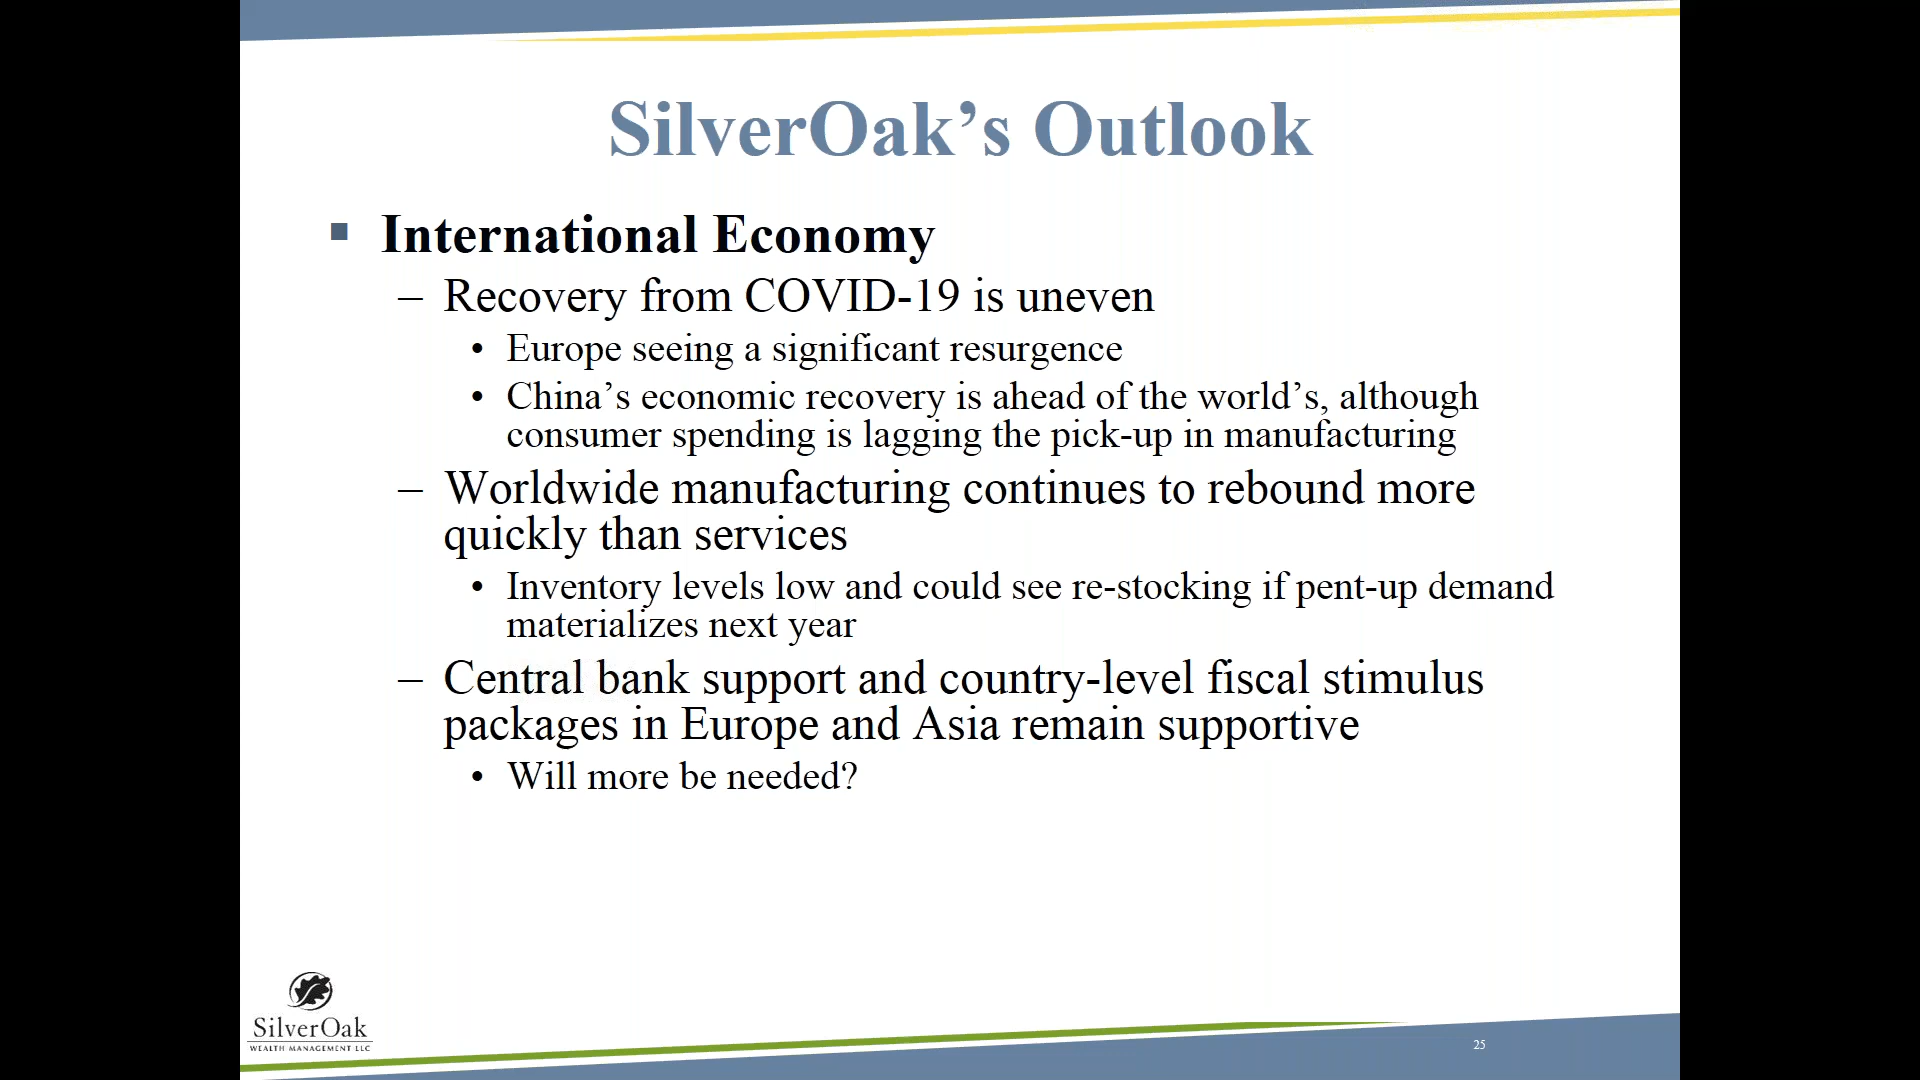 SilverOak’s Outlook
▪ International Economy
– Recovery from COVID-19 is uneven
• Europe seeing a significant resurgence
• China’s economic recovery is ahead of the world’s, although
consumer spending is lagging the pick-up in manufacturing
– Worldwide manufacturing continues to rebound more
quickly than services
• Inventory levels low and could see re-stocking if pent-up demand
materializes next year
– Central bank support and country-level fiscal stimulus
packages in Europe and Asia remain supportive
• Will more be needed?
SilverOak
WEALTH MANAGEMENT LLC
25